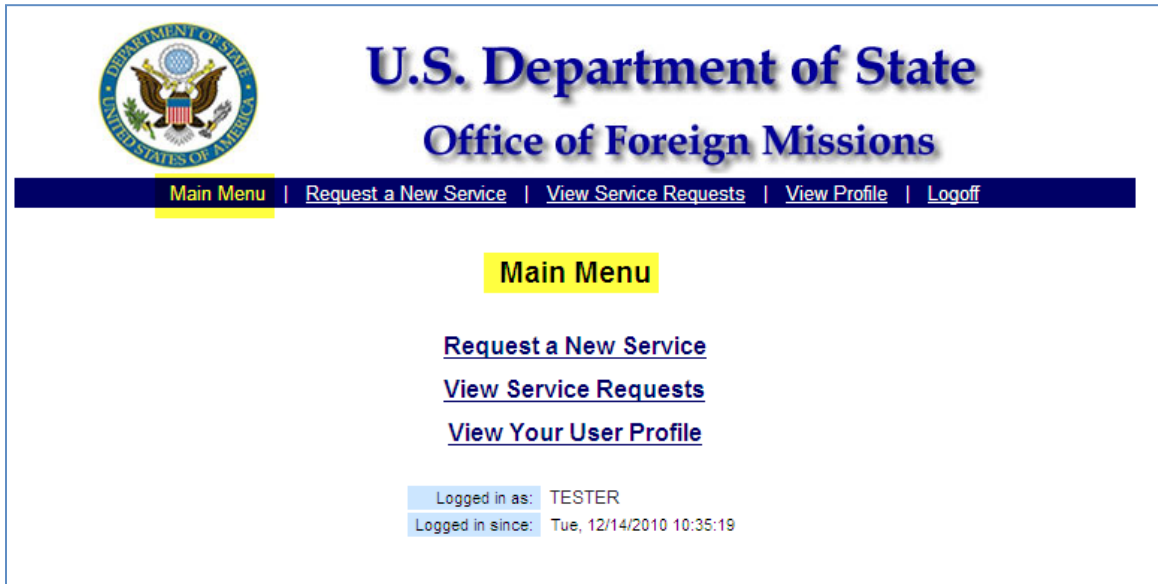 DEPARTMENT OF STATE
UNITED STATES OF AMERICA
U.S. Department of State
Office of Foreign Missions
Main Menu | Request a New Service | View Service Requests | View Profile | Logoff
Main Menu
Request a New Service
View Service Requests
View Your User Profile
Logged in as: TESTER
Logged in since: Tue, 12/14/2010 10:35:19